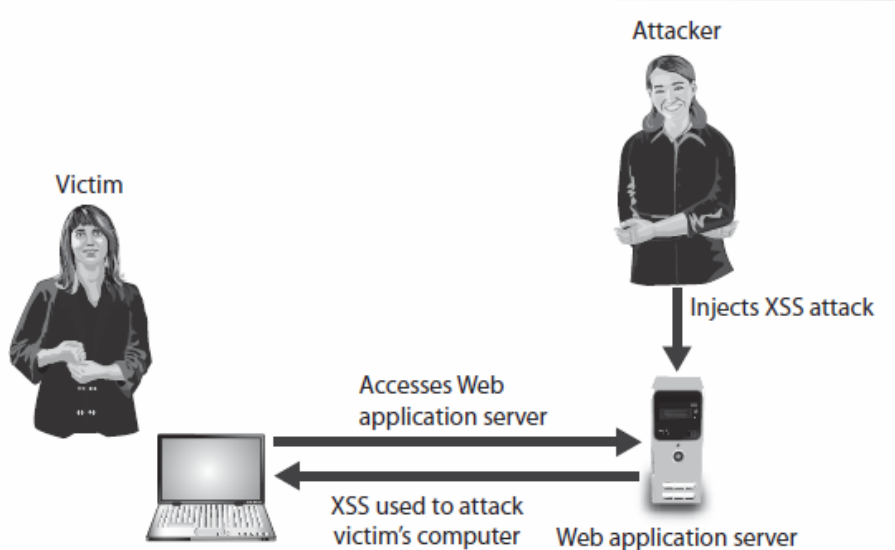 Attacker
Victim
Injects XSS attack
Accesses Web
application server
XSS used to attack
victim's computer
Web application server